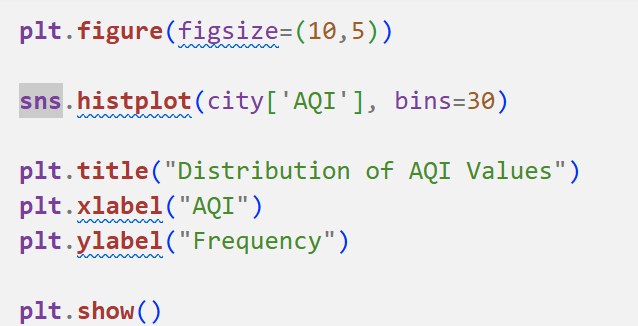 plt.figure(figsize=(10,5))
sns.histplot(city['AQI'], bins=30)
plt.title("Distribution of AQI Values")
plt.xlabel("AQI")
plt.ylabel("Frequency")
plt.show()